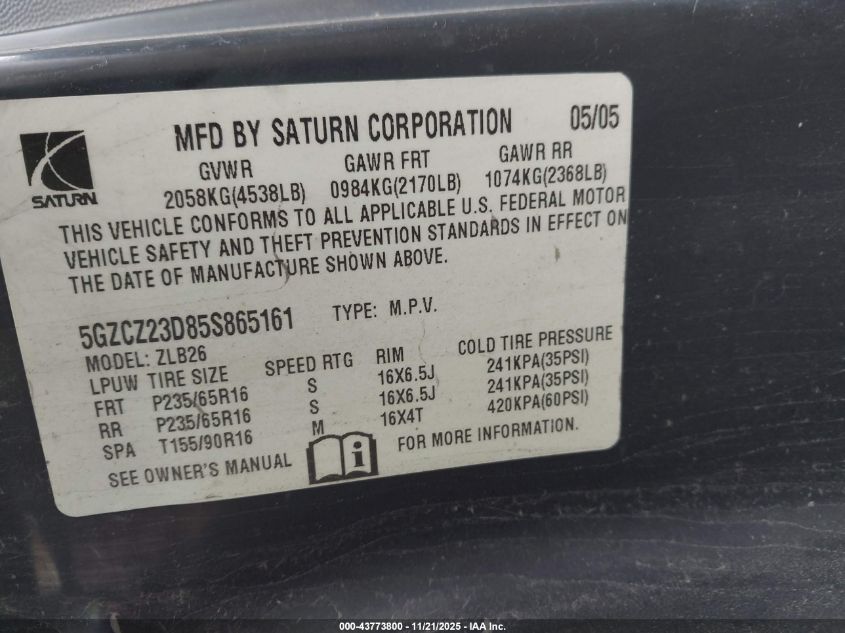 MFD BY SATURN CORPORATION 05/05
SATURN
GVWR GAWR FRT GAWR RR
2058KG(4538LB) 0984KG(2170LB) 1074KG(2368LB)
THIS VEHICLE CONFORMS TO ALL APPLICABLE U.S. FEDERAL MOTOR
VEHICLE SAFETY AND THEFT PREVENTION STANDARDS IN EFFECT ON
THE DATE OF MANUFACTURE SHOWN ABOVE.
5GZCZ23D85S865161 TYPE: M.P.V.
MODEL: ZLB26
LPUW TIRE SIZE SPEED RTG RIM COLD TIRE PRESSURE
FRT P235/65R16 S 16X6.5J 241KPA(35PSI)
RR P235/65R16 S 16X6.5J 241KPA(35PSI)
SPA T155/90R16 M 16X4T 420KPA(60PSI)
SEE OWNER'S MANUAL FOR MORE INFORMATION.
000-43773800 - 11/21/2025 - IAA Inc.